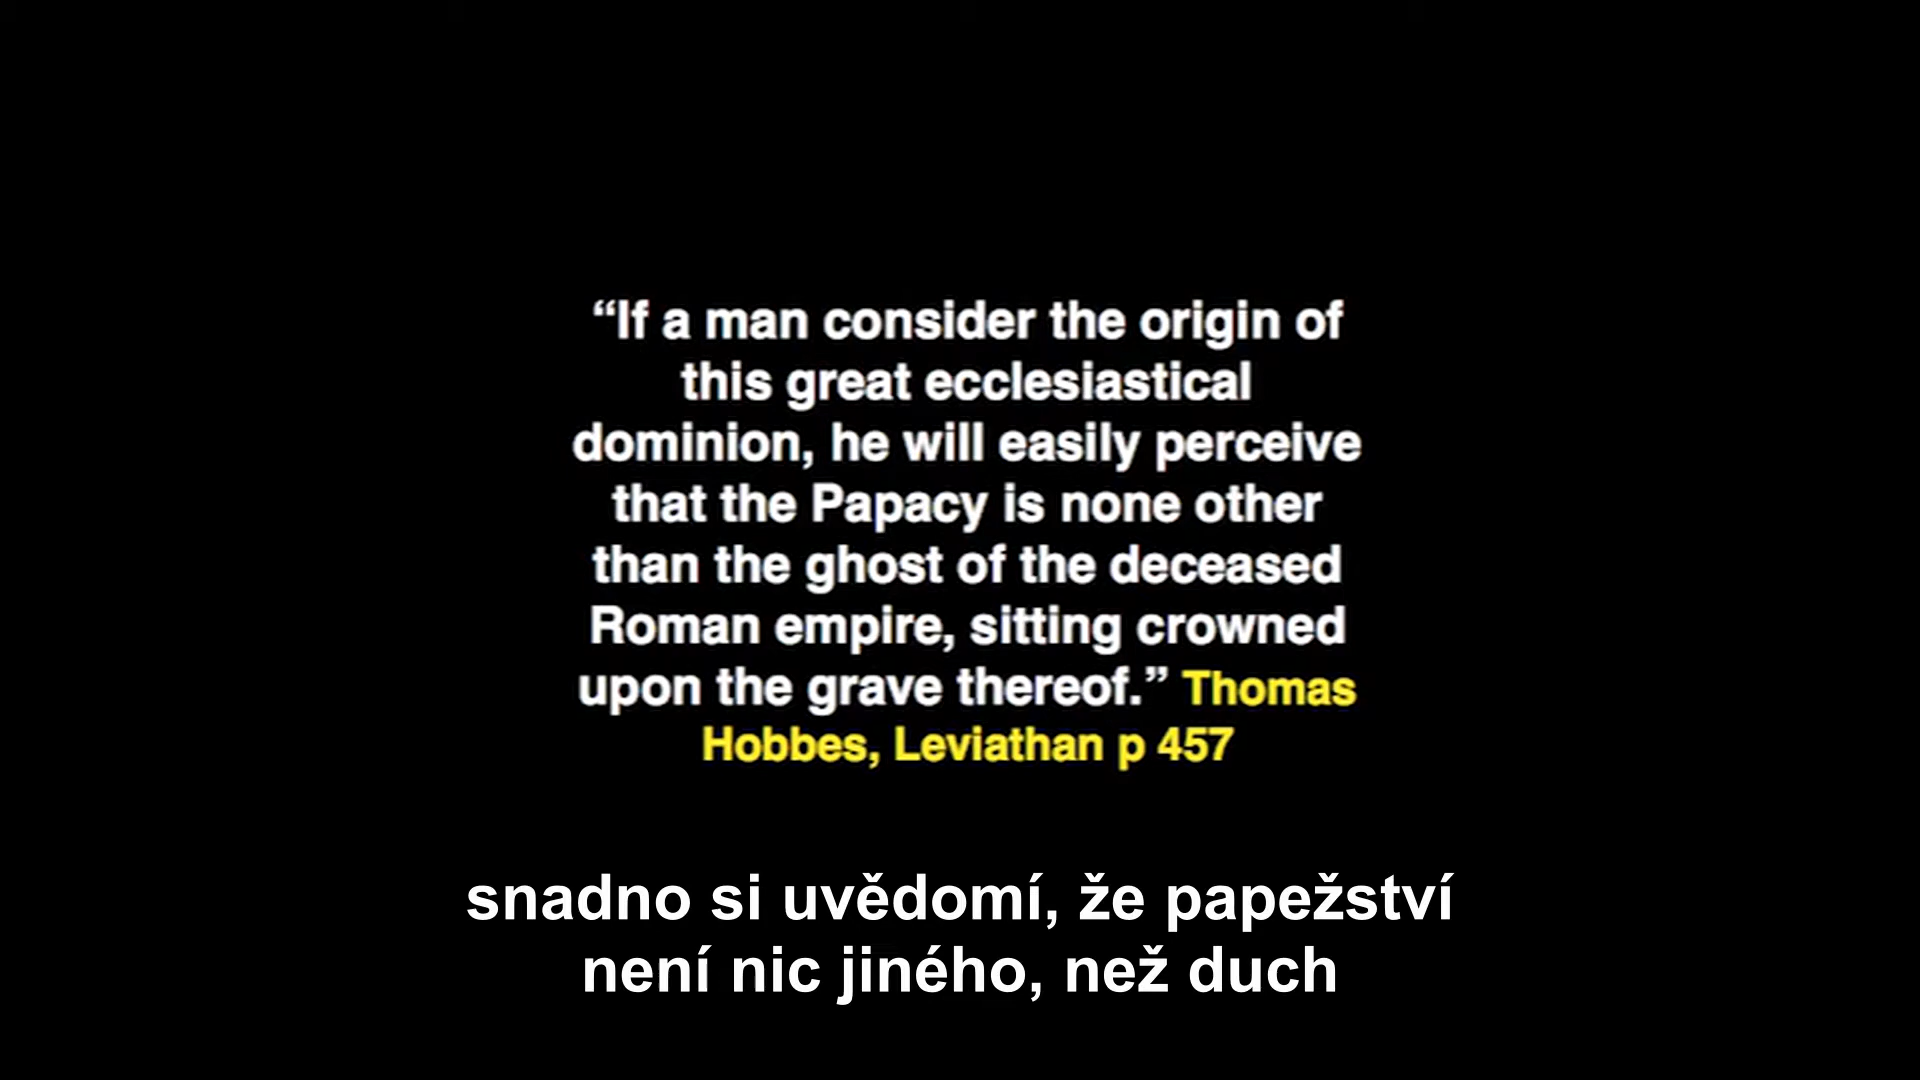 “If a man consider the origin of
this great ecclesiastical
dominion, he will easily perceive
that the Papacy is none other
than the ghost of the deceased
Roman empire, sitting crowned
upon the grave thereof.” Thomas
Hobbes, Leviathan p 457
snadno si uvědomí, že papežství
není nic jiného, než duch